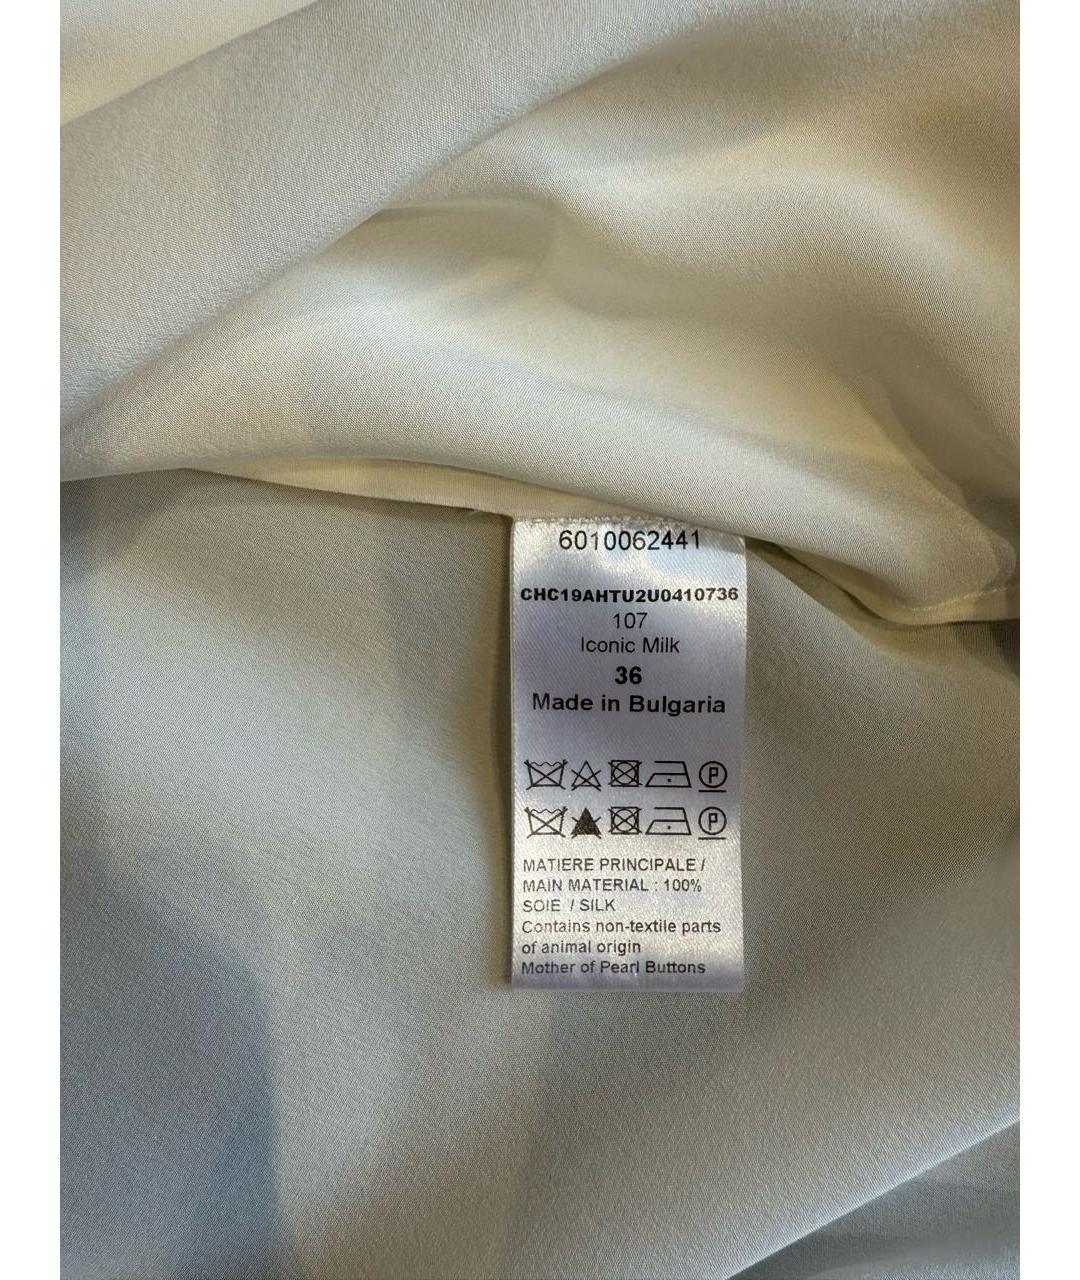 6010062441
CHC19AHTU2U0410736
107
Iconic Milk
36
Made in Bulgaria
P
P
MATIERE PRINCIPALE /
MAIN MATERIAL : 100%
SOIE / SILK
Contains non-textile parts
of animal origin
Mother of Pearl Buttons